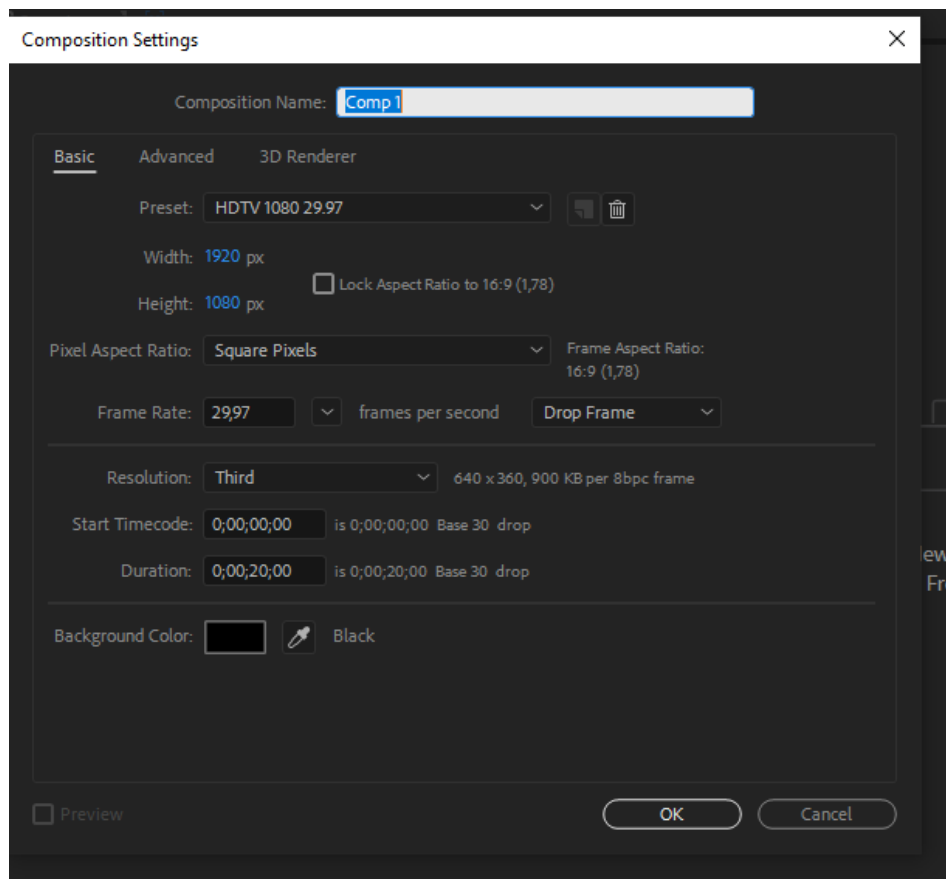 Composition Settings
Composition Name: Comp 1
Basic Advanced 3D Renderer
Preset: HDTV 1080 29.97
Width: 1920 px
Lock Aspect Ratio to 16:9 (1,78)
Height: 1080 px
Pixel Aspect Ratio: Square Pixels Frame Aspect Ratio:
16:9 (1,78)
Frame Rate: 29,97 frames per second Drop Frame
Resolution: Third 640 x 360, 900 KB per 8bpc frame
Start Timecode: 0;00;00;00 is 0;00;00;00 Base 30 drop
Duration: 0;00;20;00 is 0;00;20;00 Base 30 drop
Background Color: Black
Preview OK Cancel